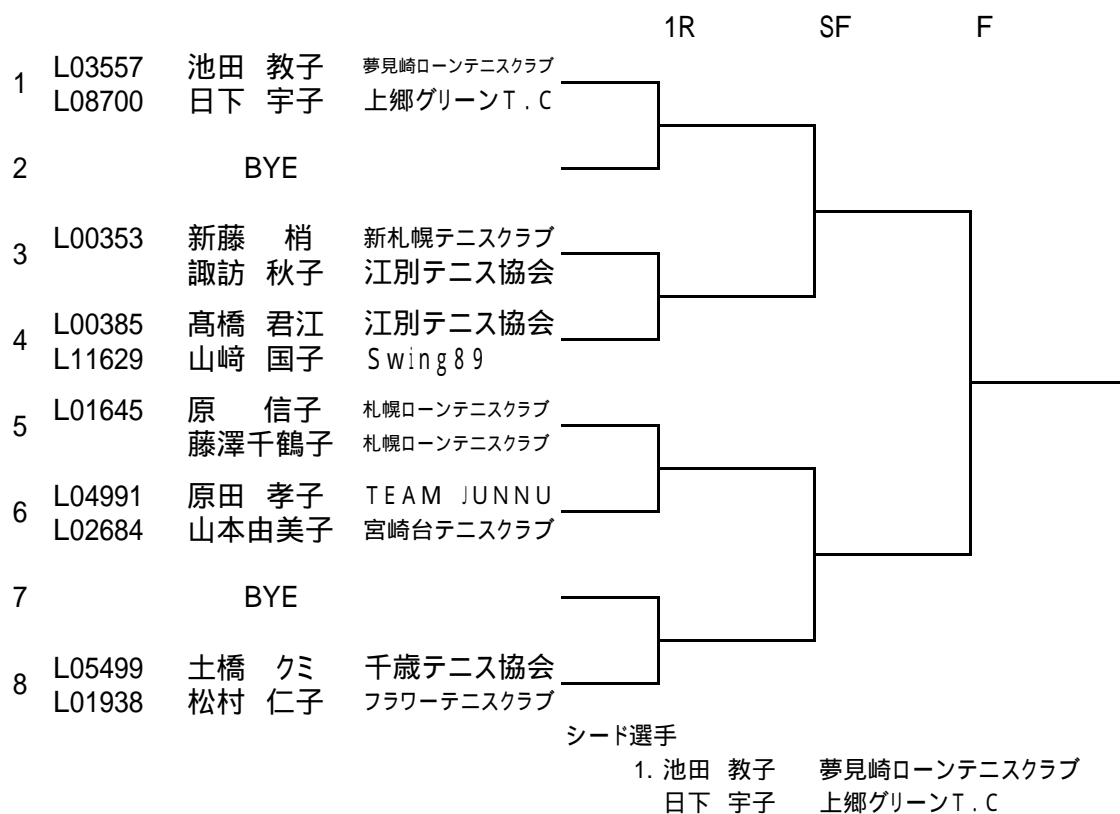 1R SF F
1 L03557 池田 教子 夢見崎ローンテニスクラブ
L08700 日下 宇子 上郷グリーンT.C
2 BYE
3 L00353 新藤 梢 新札幌テニスクラブ
諏訪 秋子 江別テニス協会
4 L00385 髙橋 君江 江別テニス協会
L11629 山﨑 国子 Swing89
5 L01645 原 信子 札幌ローンテニスクラブ
藤澤千鶴子 札幌ローンテニスクラブ
6 L04991 原田 孝子 TEAM JUNNU
L02684 山本由美子 宮崎台テニスクラブ
7 BYE
8 L05499 土橋 クミ 千歳テニス協会
L01938 松村 仁子 フラワーテニスクラブ
シード選手
1. 池田 教子 夢見崎ローンテニスクラブ
日下 宇子 上郷グリーンT.C